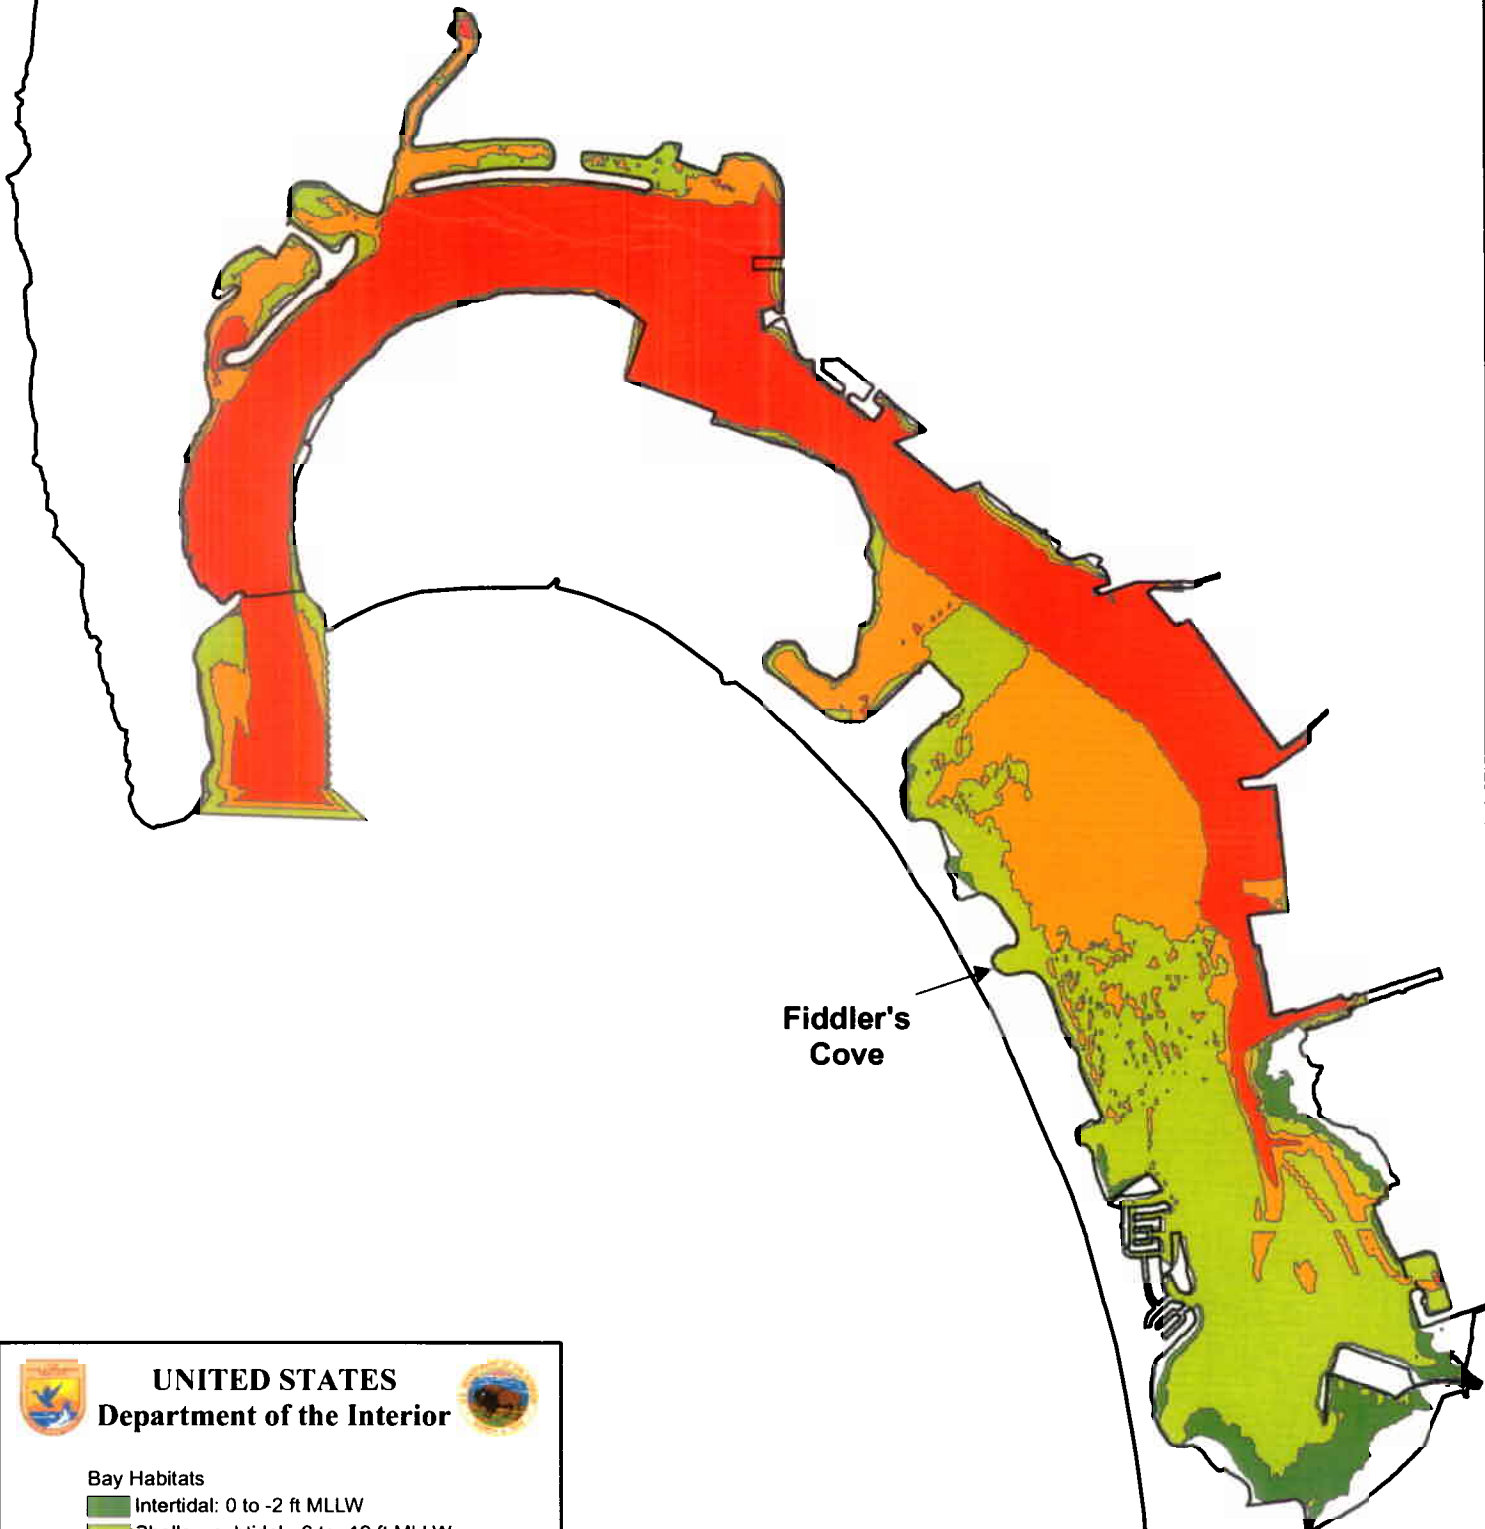 Fiddler's
Cove
UNITED STATES
Department of the Interior
Bay Habitats
Intertidal: 0 to -2 ft MLLW